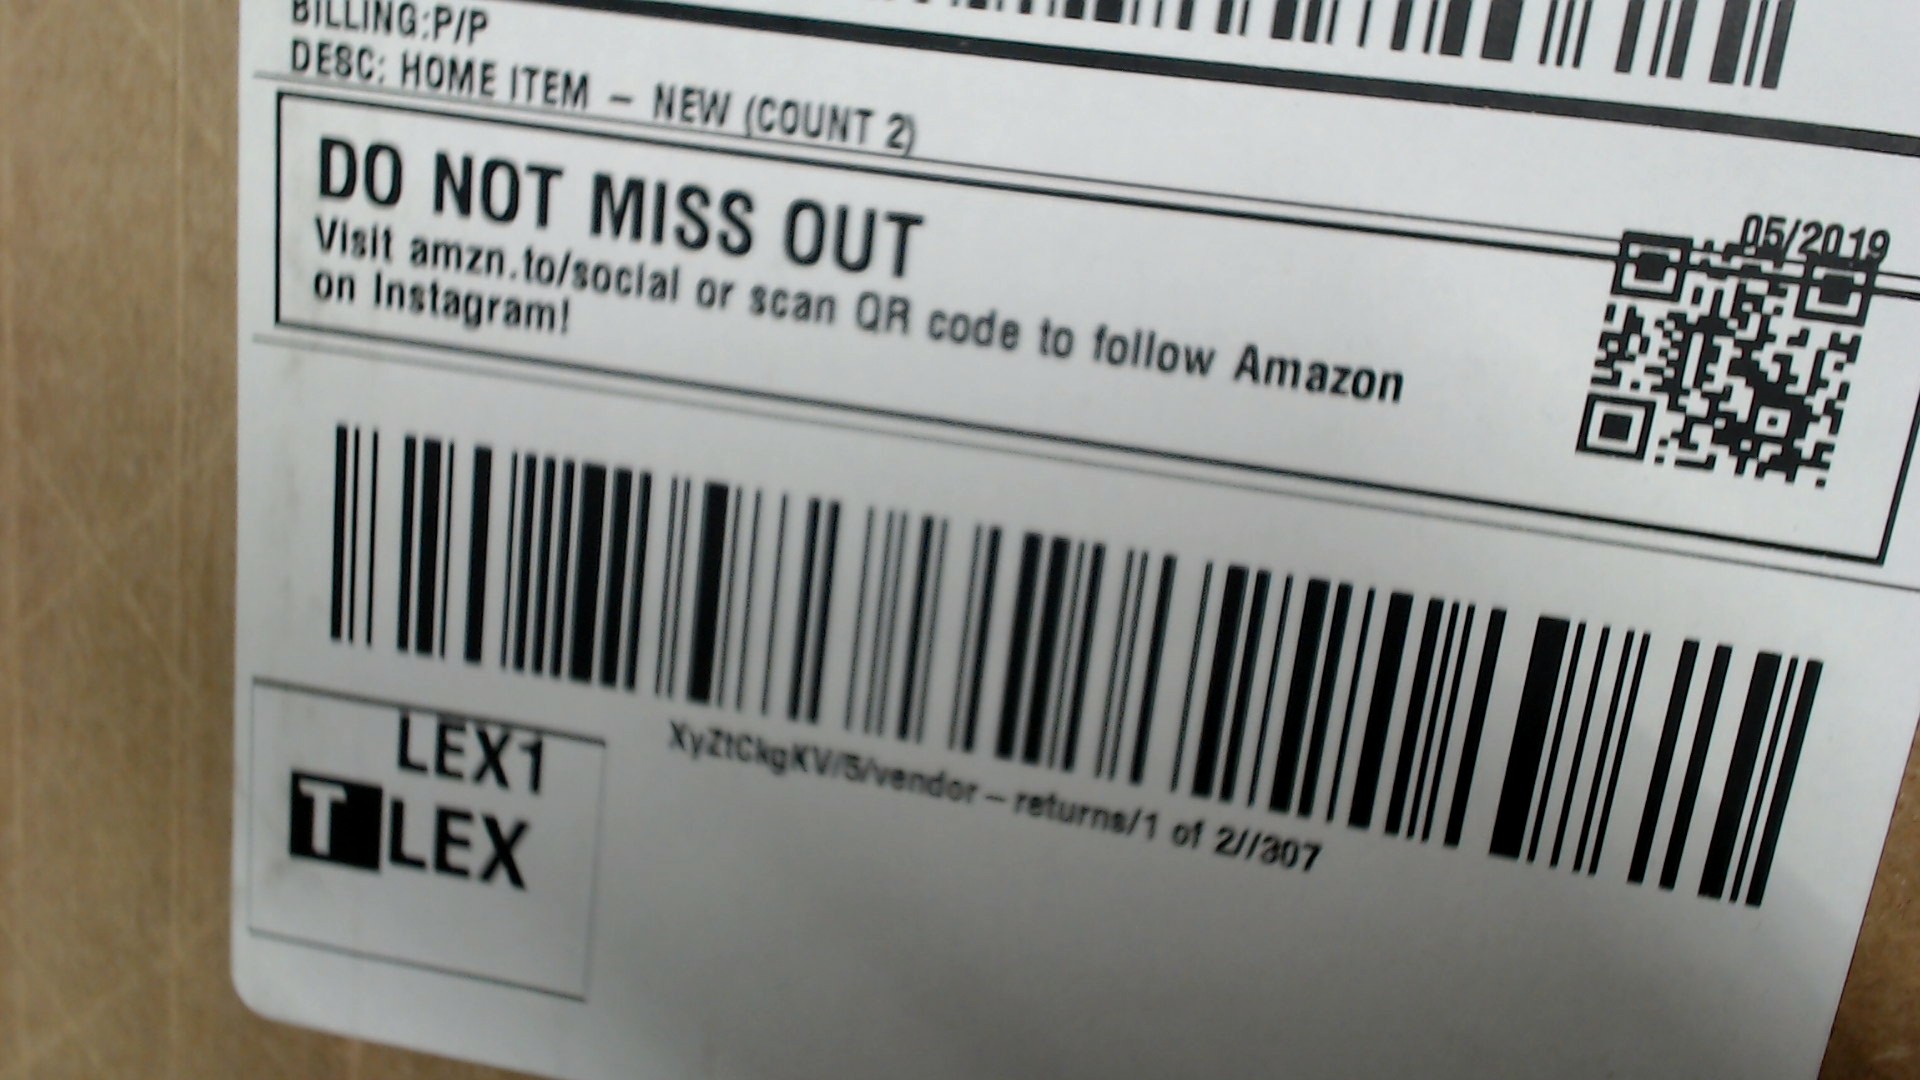 BILLING:P/P
DESC: HOME ITEM – NEW (COUNT 2)
05/2019
DO NOT MISS OUT
Visit amzn.to/social or scan QR code to follow Amazon
on Instagram!
XyZtCkgKV/5/vendor – returns/1 of 2//307
LEX1
T LEX